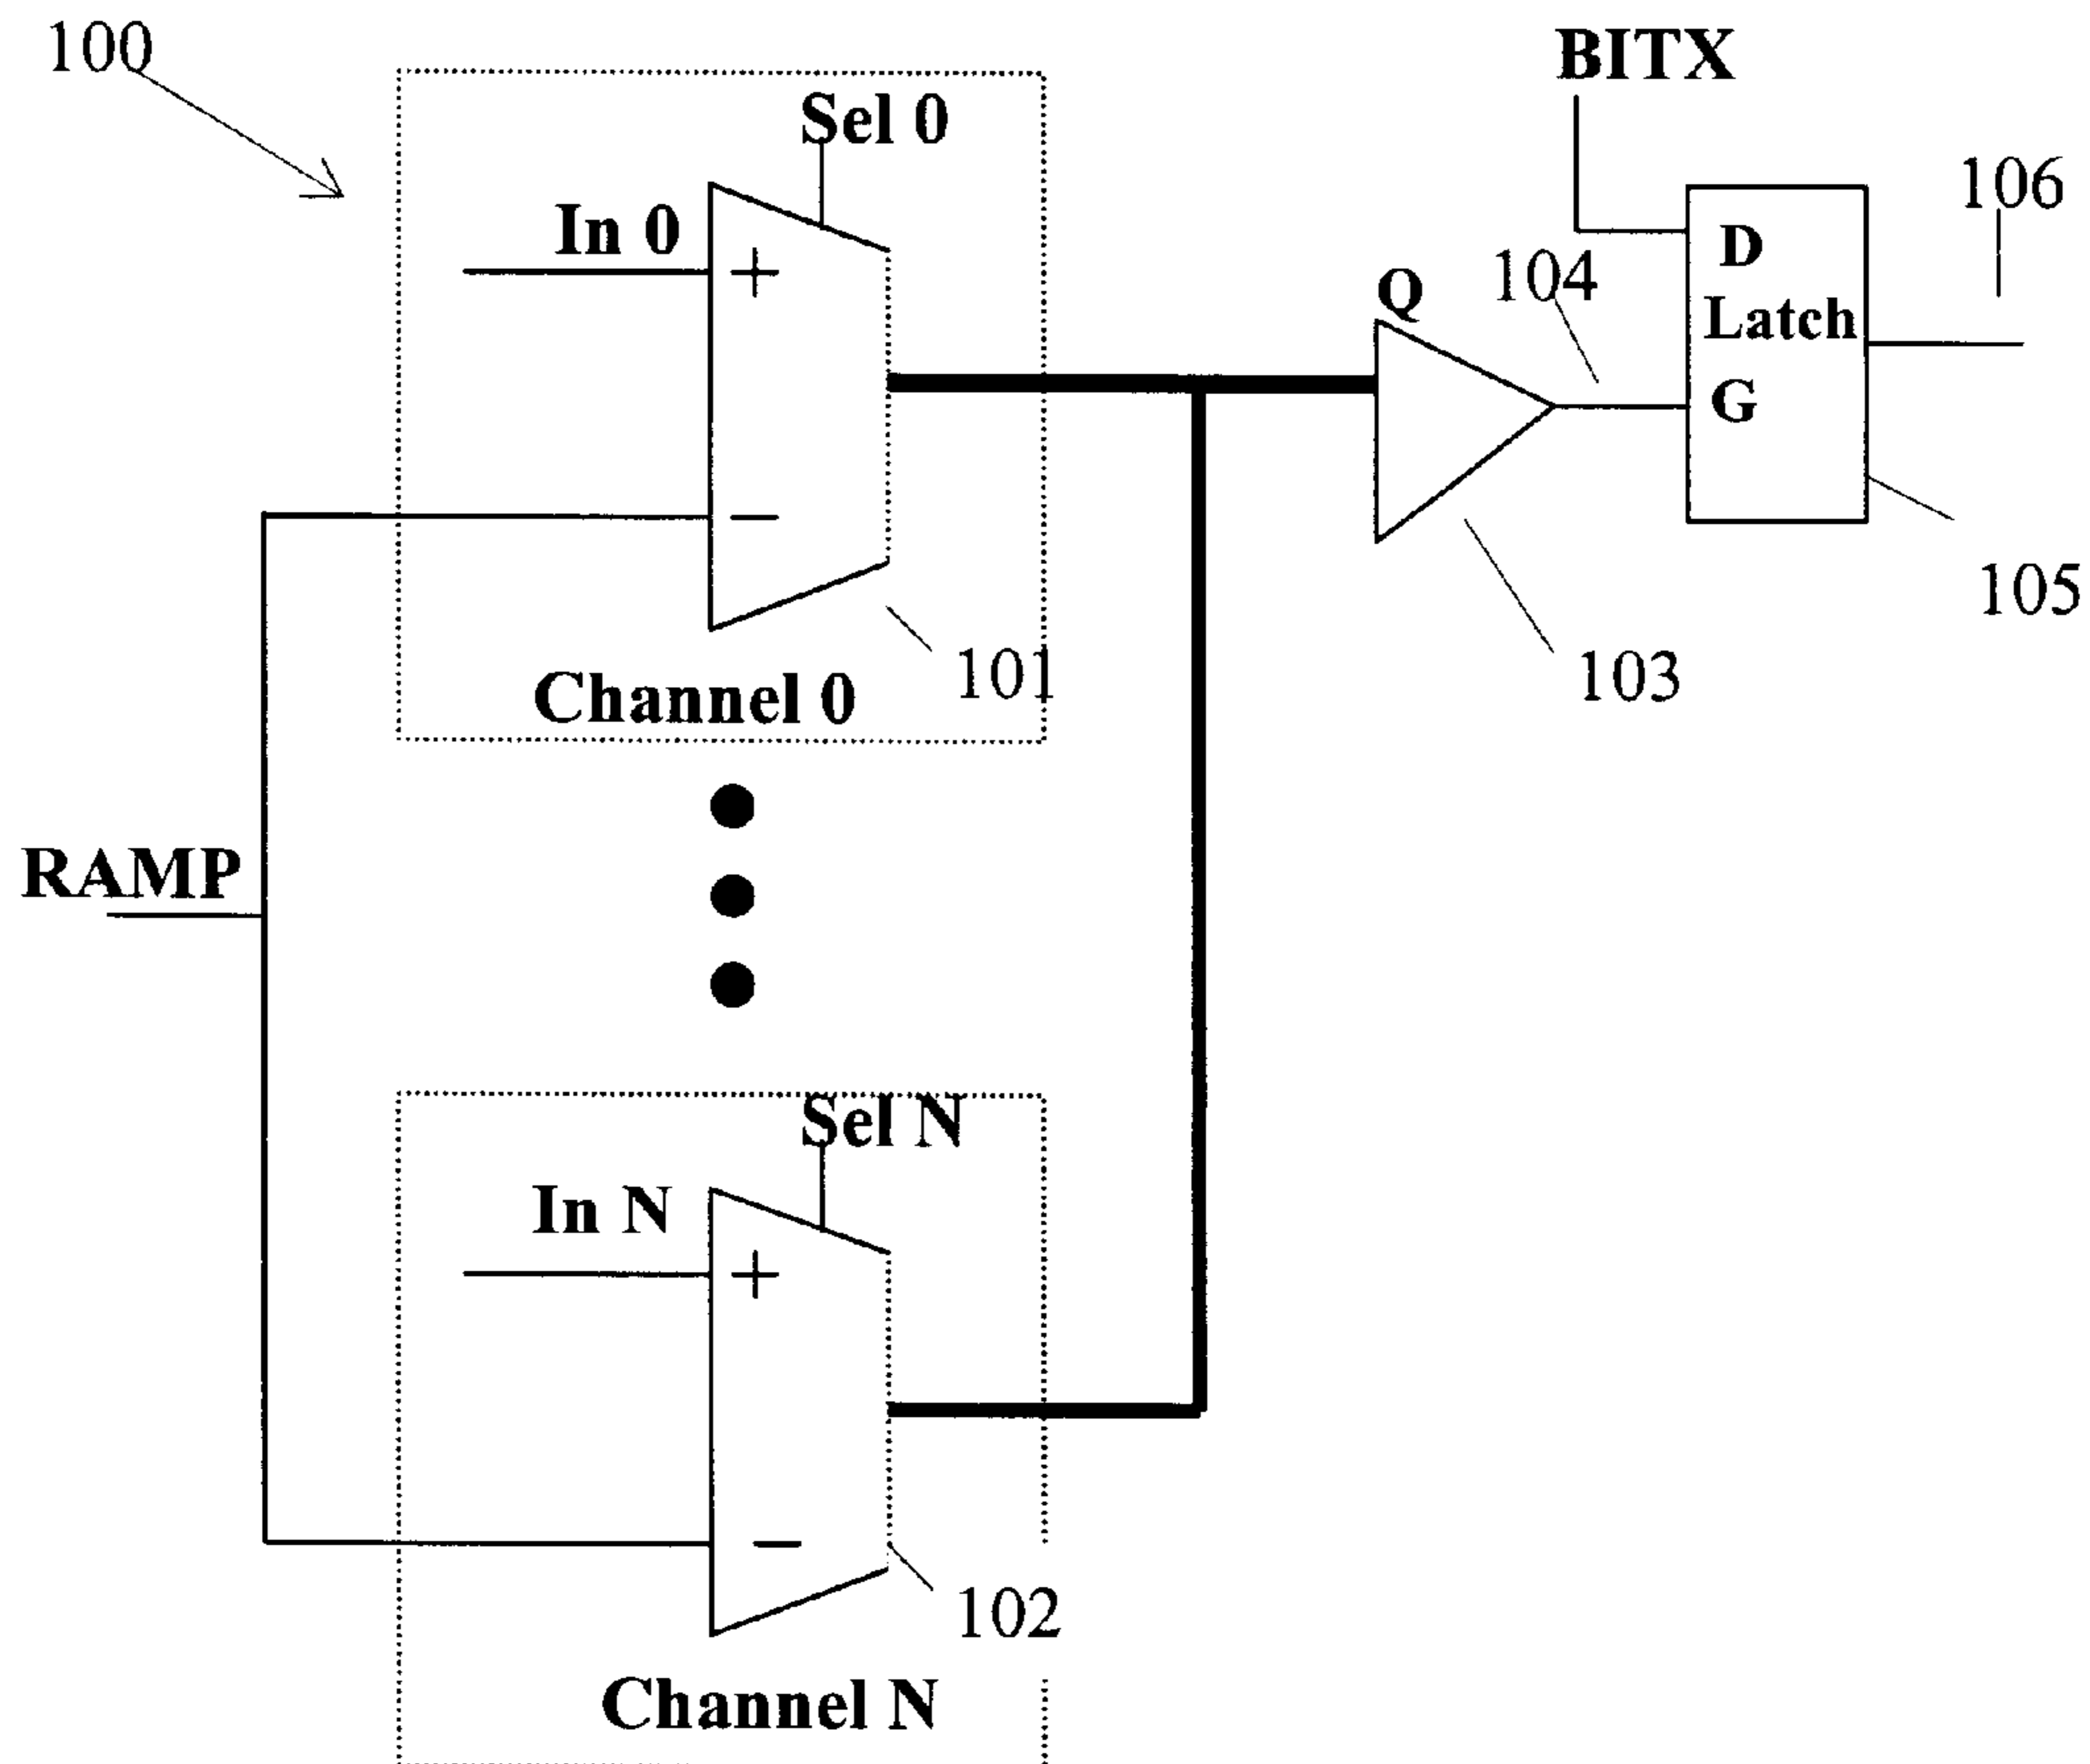 100
BITX
Sel 0
106
In 0
+
D
104
Q
Latch
G
−
105
101
103
Channel 0
RAMP
Sel N
In N
+
−
102
Channel N